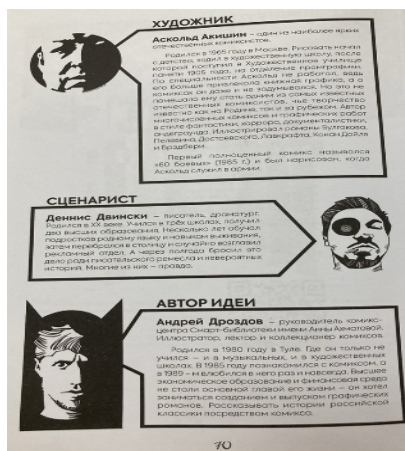 ХУДОЖНИК
Аскольд Акишин – один из наиболее ярких
отечественных комиксистов.
Родился в 1965 году в Москве. Рисовать начал
с детства, ходил в художественную школу, после
которой поступил в Художественное училище
памяти 1905 года, на отделение промграфики.
По специальности Аскольд не работал, ведь
его больше привлекала книжная графика, а о
комиксах он даже и не задумывался. Но это не
помешало ему стать одним из самых известных
отечественных комиксистов, чьё творчество
известно как на Родине, так и за рубежом. Автор
многочисленных комиксов и графических работ
в стиле фантастики, хоррора, документалистики,
андеграунда. Иллюстрировал романы Булгакова,
Пелевина, Достоевского, Лавкрафта, Конан Дойля
и Брэдбери.
Первый полноценный комикс назывался
«60 боевых» (1985 г.) и был нарисован, когда
Аскольд служил в армии.
СЦЕНАРИСТ
Деннис Двински – писатель, драматург.
Родился в XX веке. Учился в трёх школах, получил
два высших образования. Несколько лет обучал
подростков родному языку и навыкам выживания,
затем перебрался в столицу и случайно возглавил
рекламный отдел. А через полгода бросил это
дело ради писательского ремесла и невероятных
историй. Многие из них – правда.
АВТОР ИДЕИ
Андрей Дроздов – руководитель комикс-
центра Смарт-библиотеки имени Анны Ахматовой.
Иллюстратор, лектор и коллекционер комиксов.
Родился в 1980 году в Туле. Где он только не
учился – и в музыкальных, и в художественных
школах. В 1985 году познакомился с комиксом, а
в 1989 – м влюбился в него раз и навсегда. Высшее
экономическое образование и финансовая среда
не стали основной главой его жизни – он хотел
заниматься созданием и выпуском графических
романов. Рассказывать истории российской
классики посредством комикса.
70